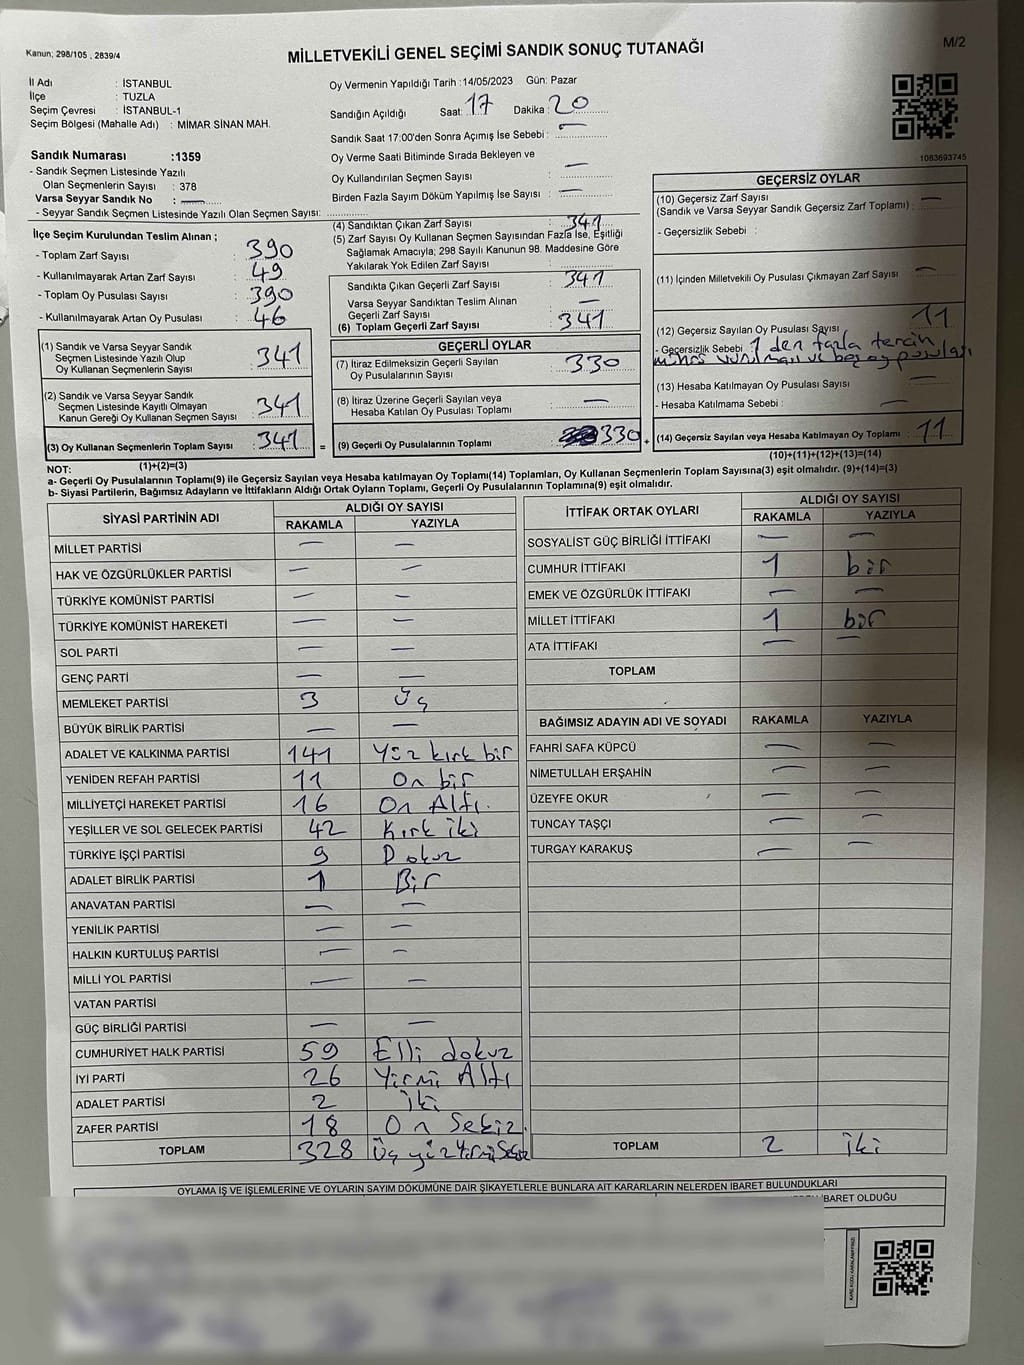 Kanun; 298/105 , 2839/4
MİLLETVEKİLİ GENEL SEÇİMİ SANDIK SONUÇ TUTANAĞI
M/2
İl Adı : İSTANBUL
İlçe : TUZLA
Seçim Çevresi : İSTANBUL-1
Seçim Bölgesi (Mahalle Adı) : MİMAR SİNAN MAH.
Sandık Numarası :1359
- Sandık Seçmen Listesinde Yazılı
Olan Seçmenlerin Sayısı : 378
Varsa Seyyar Sandık No : —
- Seyyar Sandık Seçmen Listesinde Yazılı Olan Seçmen Sayısı:
Oy Vermenin Yapıldığı Tarih :14/05/2023 Gün: Pazar
Sandığın Açıldığı Saat: 17 Dakika: 20
Sandık Saat 17:00'den Sonra Açımış İse Sebebi : —
Oy Verme Saati Bitiminde Sırada Bekleyen ve
Oy Kullandırılan Seçmen Sayısı : —
Birden Fazla Sayım Döküm Yapılmış İse Sayısı : —
1083693745
İlçe Seçim Kurulundan Teslim Alınan ;
- Toplam Zarf Sayısı : 390
- Kullanılmayarak Artan Zarf Sayısı : 49
- Toplam Oy Pusulası Sayısı : 390
- Kullanılmayarak Artan Oy Pusulası : 46
(1) Sandık ve Varsa Seyyar Sandık
Seçmen Listesinde Yazılı Olup
Oy Kullanan Seçmenlerin Sayısı 341
(2) Sandık ve Varsa Seyyar Sandık
Seçmen Listesinde Kayıtlı Olmayan
Kanun Gereği Oy Kullanan Seçmen Sayısı 341
(3) Oy Kullanan Seçmenlerin Toplam Sayısı : 341 =
(1)+(2)=(3)
(4) Sandıktan Çıkan Zarf Sayısı : 341
(5) Zarf Sayısı Oy Kullanan Seçmen Sayısından Fazla İse, Eşitliği
Sağlamak Amacıyla; 298 Sayılı Kanunun 98. Maddesine Göre
Yakılarak Yok Edilen Zarf Sayısı :
Sandıkta Çıkan Geçerli Zarf Sayısı : 341
Varsa Seyyar Sandıktan Teslim Alınan
Geçerli Zarf Sayısı : —
(6) Toplam Geçerli Zarf Sayısı : 341
GEÇERLİ OYLAR
(7) İtiraz Edilmeksizin Geçerli Sayılan
Oy Pusulalarının Sayısı : 330
(8) İtiraz Üzerine Geçerli Sayılan veya
Hesaba Katılan Oy Pusulası Toplamı : —
(9) Geçerli Oy Pusulalarının Toplamı : 330 +
GEÇERSİZ OYLAR
(10) Geçersiz Zarf Sayısı
(Sandık ve Varsa Seyyar Sandık Geçersiz Zarf Toplamı) : —
- Geçersizlik Sebebi :
(11) İçinden Milletvekili Oy Pusulası Çıkmayan Zarf Sayısı : —
(12) Geçersiz Sayılan Oy Pusulası Sayısı : 11
- Geçersizlik Sebebi 1 den fazla tercih
mühür vurulması ve boş oy pusulası
(13) Hesaba Katılmayan Oy Pusulası Sayısı : —
- Hesaba Katılmama Sebebi : —
(14) Geçersiz Sayılan veya Hesaba Katılmayan Oy Toplamı : 11
(10)+(11)+(12)+(13)=(14)
NOT:
a- Geçerli Oy Pusulalarının Toplamı(9) ile Geçersiz Sayılan veya Hesaba katılmayan Oy Toplamı(14) Toplamları, Oy Kullanan Seçmenlerin Toplam Sayısına(3) eşit olmalıdır. (9)+(14)=(3)
b- Siyasi Partilerin, Bağımsız Adayların ve İttifakların Aldığı Ortak Oyların Toplamı, Geçerli Oy Pusulalarının Toplamına(9) eşit olmalıdır.
SİYASİ PARTİNİN ADI ALDIĞI OY SAYISI
RAKAMLA YAZIYLA
MİLLET PARTİSİ — —
HAK VE ÖZGÜRLÜKLER PARTİSİ — —
TÜRKİYE KOMÜNİST PARTİSİ — —
TÜRKİYE KOMÜNİST HAREKETİ — —
SOL PARTİ — —
GENÇ PARTİ — —
MEMLEKET PARTİSİ 3 Üç
BÜYÜK BİRLİK PARTİSİ — —
ADALET VE KALKINMA PARTİSİ 141 Yüz kırk bir
YENİDEN REFAH PARTİSİ 11 On bir
MİLLİYETÇİ HAREKET PARTİSİ 16 On Altı.
YEŞİLLER VE SOL GELECEK PARTİSİ 42 Kırk iki
TÜRKİYE İŞÇİ PARTİSİ 9 Dokuz
ADALET BİRLİK PARTİSİ 1 Bir
ANAVATAN PARTİSİ — —
YENİLİK PARTİSİ — —
HALKIN KURTULUŞ PARTİSİ — —
MİLLİ YOL PARTİSİ — —
VATAN PARTİSİ
GÜÇ BİRLİĞİ PARTİSİ — —
CUMHURİYET HALK PARTİSİ 59 Elli dokuz
İYİ PARTİ 26 Yirmi Altı
ADALET PARTİSİ 2 iki
ZAFER PARTİSİ 18 On Sekiz.
TOPLAM 328 Üç yüz Yirmi Sekiz
İTTİFAK ORTAK OYLARI ALDIĞI OY SAYISI
RAKAMLA YAZIYLA
SOSYALİST GÜÇ BİRLİĞİ İTTİFAKI — —
CUMHUR İTTİFAKI 1 bir
EMEK VE ÖZGÜRLÜK İTTİFAKI — —
MİLLET İTTİFAKI 1 bir
ATA İTTİFAKI — —
TOPLAM
BAĞIMSIZ ADAYIN ADI VE SOYADI RAKAMLA YAZIYLA
FAHRİ SAFA KÜPCÜ — —
NİMETULLAH ERŞAHİN — —
ÜZEYFE OKUR — —
TUNCAY TAŞÇI — —
TURGAY KARAKUŞ — —
TOPLAM 2 iki
OYLAMA İŞ VE İŞLEMLERİNE VE OYLARIN SAYIM DÖKÜMÜNE DAİR ŞİKAYETLERLE BUNLARA AİT KARARLARIN NELERDEN İBARET BULUNDUKLARI
İBARET OLDUĞU